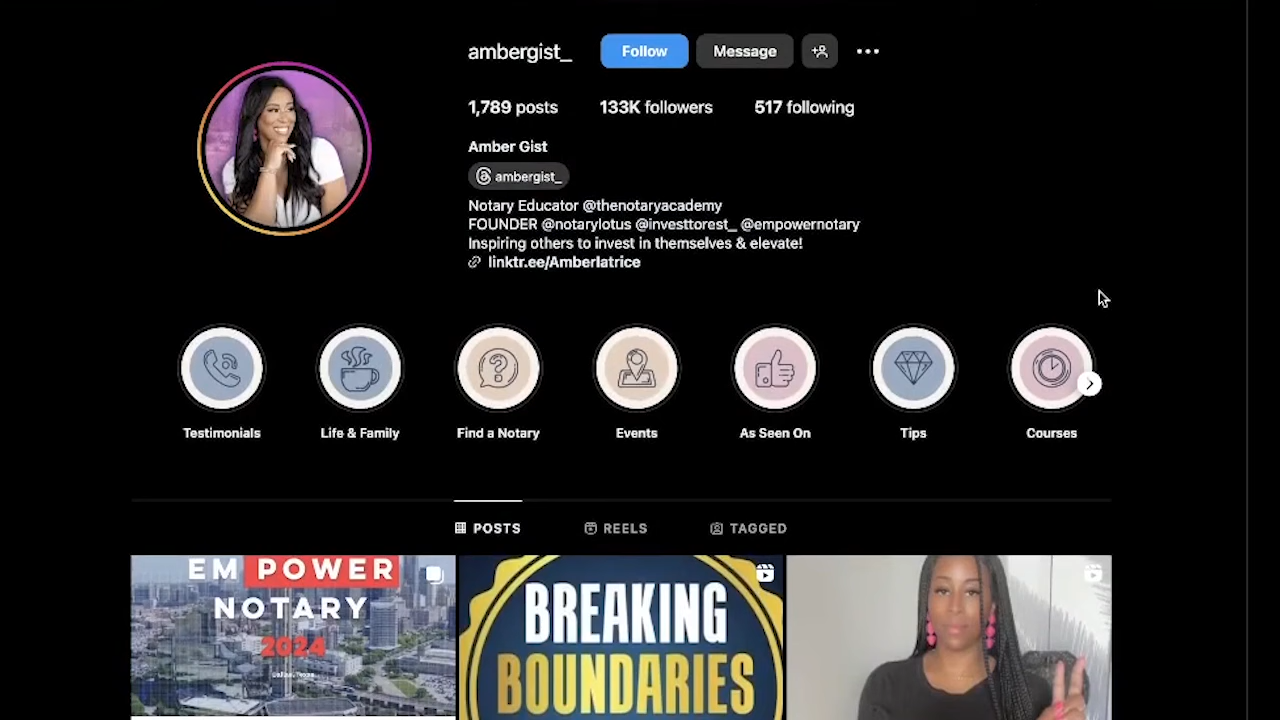 ambergist_ Follow Message
1,789 posts 133K followers 517 following
Amber Gist
ambergist_
Notary Educator @thenotaryacademy
FOUNDER @notarylotus @investtorest_ @empowernotary
Inspiring others to invest in themselves & elevate!
linktr.ee/Amberlatrice
Testimonials Life & Family Find a Notary Events As Seen On Tips Courses
POSTS REELS TAGGED
EMPOWER
NOTARY
2024
BREAKING
BOUNDARIES